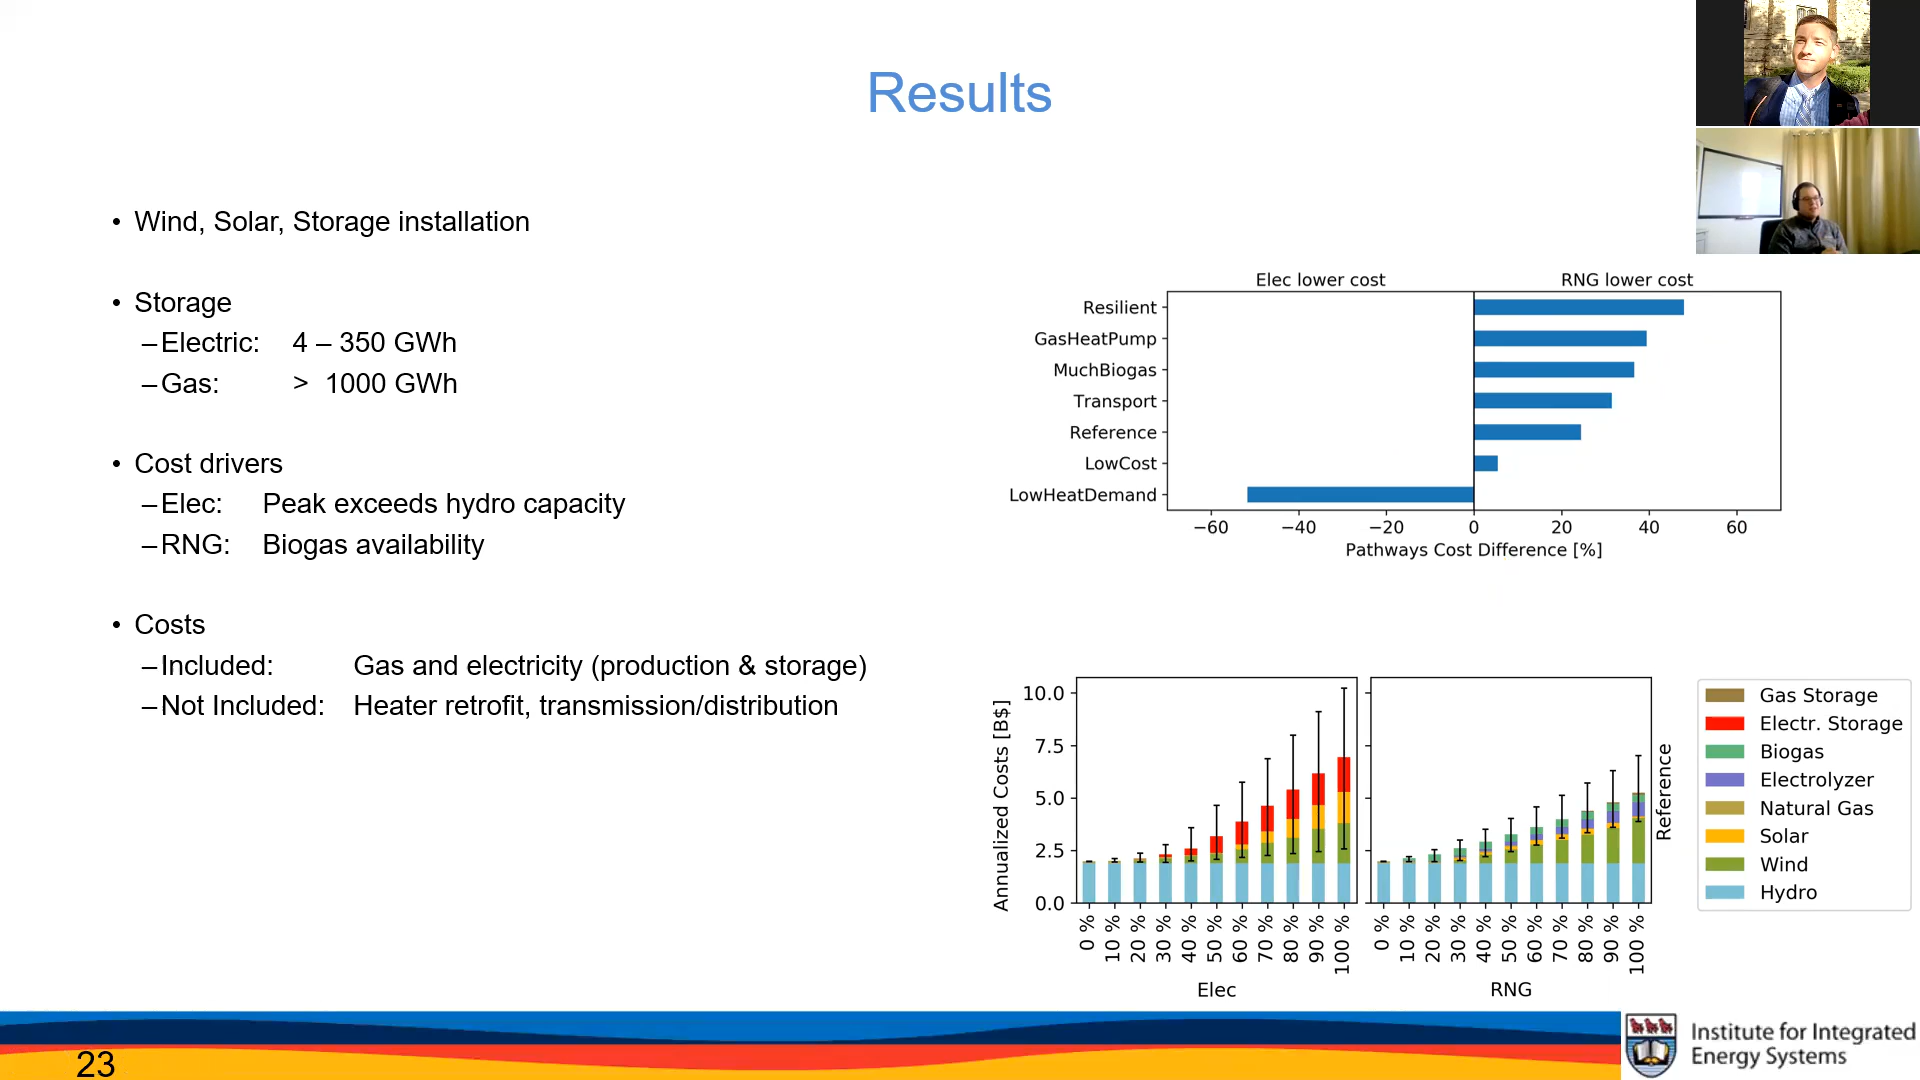 Results
• Wind, Solar, Storage installation
• Storage
–Electric: 4 – 350 GWh
–Gas: > 1000 GWh
• Cost drivers
–Elec: Peak exceeds hydro capacity
–RNG: Biogas availability
• Costs
–Included: Gas and electricity (production & storage)
–Not Included: Heater retrofit, transmission/distribution
Elec lower cost RNG lower cost
Resilient
GasHeatPump
MuchBiogas
Transport
Reference
LowCost
LowHeatDemand
−60 −40 −20 0 20 40 60
Pathways Cost Difference [%]
Annualized Costs [B$]
10.0
7.5
5.0
2.5
0.0
0 % 10 % 20 % 30 % 40 % 50 % 60 % 70 % 80 % 90 % 100 %
Elec
0 % 10 % 20 % 30 % 40 % 50 % 60 % 70 % 80 % 90 % 100 %
RNG
Reference
Gas Storage
Electr. Storage
Biogas
Electrolyzer
Natural Gas
Solar
Wind
Hydro
23
Institute for Integrated
Energy Systems